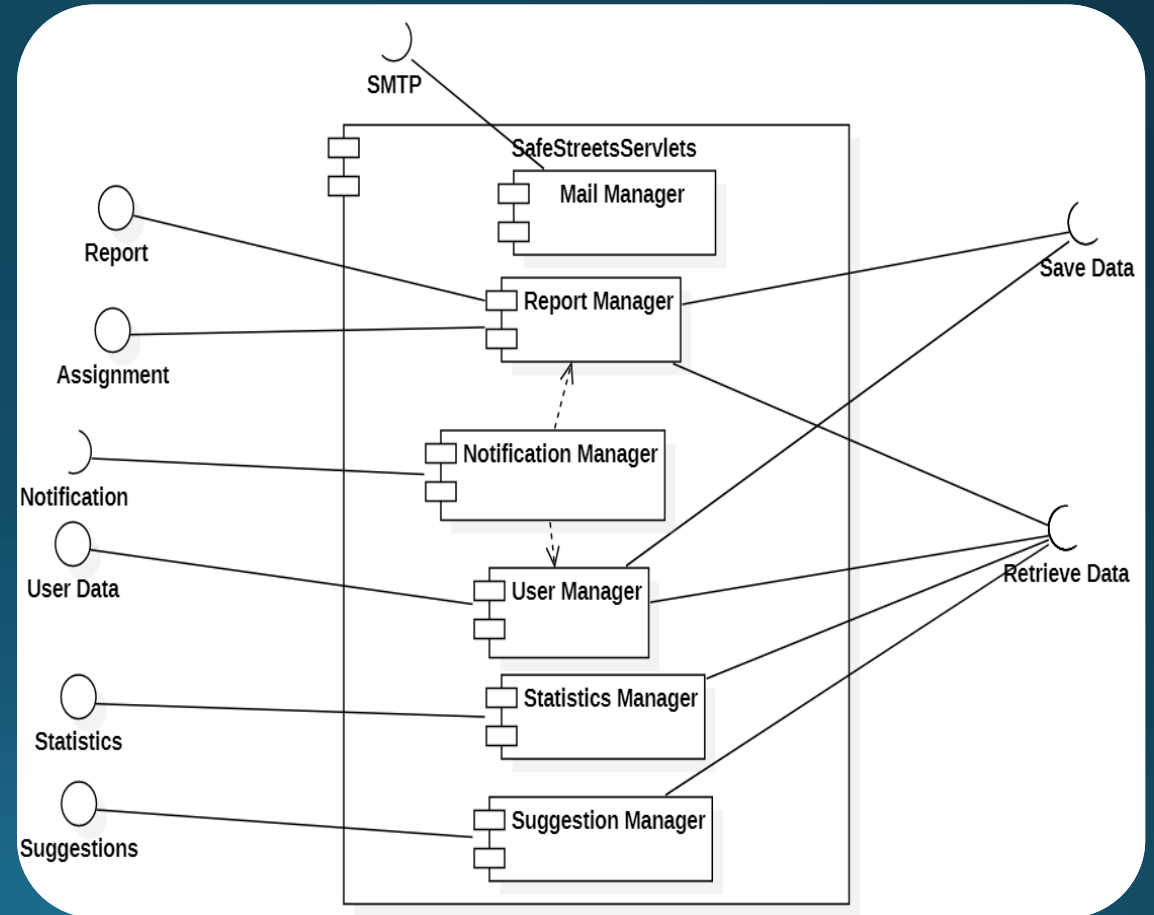 SMTP
SafeStreetsServlets
Mail Manager
Report
Report Manager
Save Data
Assignment
Notification Manager
Notification
User Data
User Manager
Retrieve Data
Statistics Manager
Statistics
Suggestion Manager
Suggestions